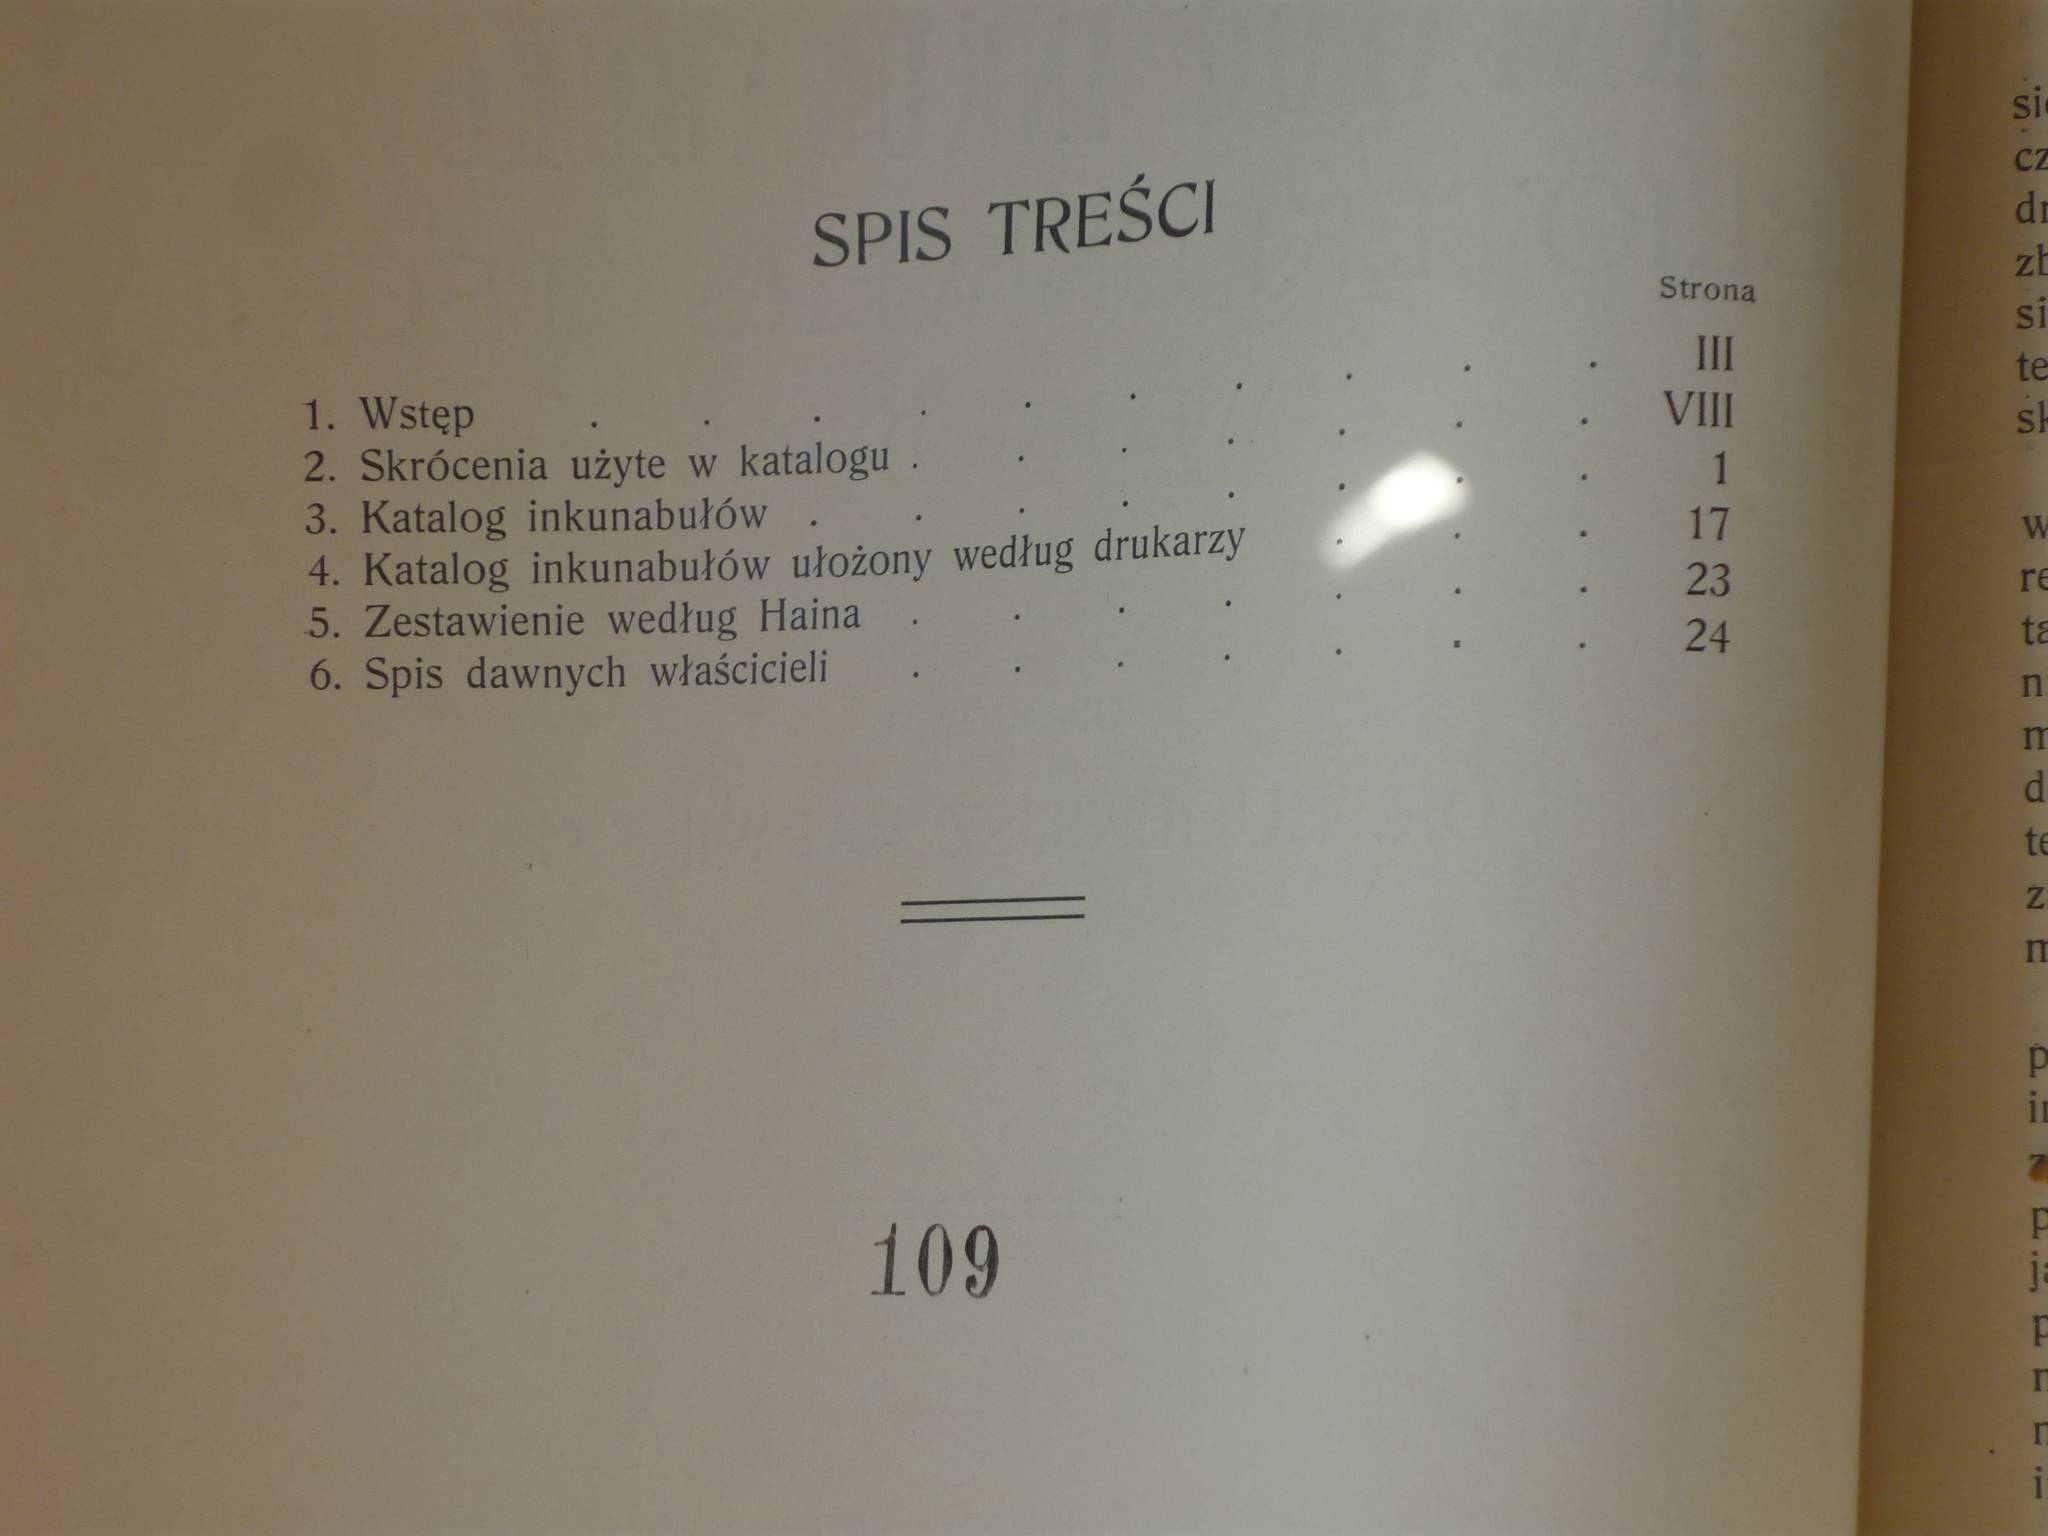 SPIS TREŚCI
Strona
1. Wstęp . . . . . . . . . . III
2. Skrócenia użyte w katalogu . . . . . . . VIII
3. Katalog inkunabułów . . . . . . . . 1
4. Katalog inkunabułów ułożony według drukarzy . . . 17
5. Zestawienie według Haina . . . . . . . 23
6. Spis dawnych właścicieli . . . . . . . 24
109